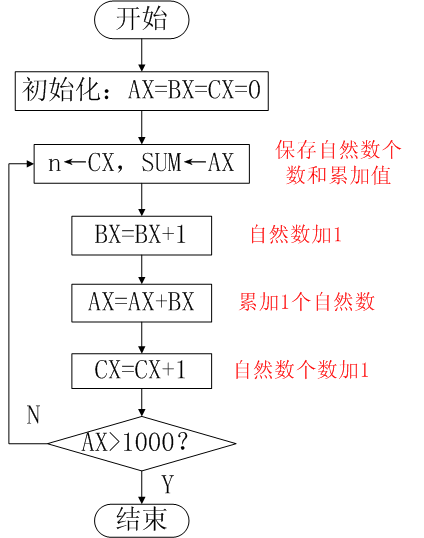 开始
初始化：AX=BX=CX=0
n←CX，SUM←AX
保存自然数个
数和累加值
BX=BX+1
自然数加1
AX=AX+BX
累加1个自然数
CX=CX+1
自然数个数加1
N
AX>1000？
Y
结束